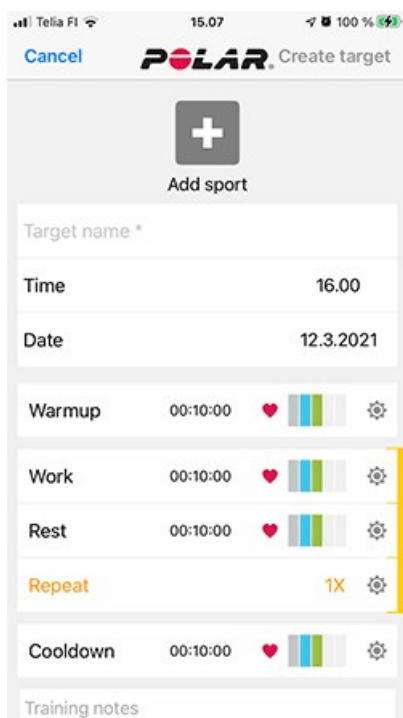 Telia FI 15.07 100 %
Cancel POLAR. Create target
Add sport
Target name *
Time 16.00
Date 12.3.2021
Warmup 00:10:00
Work 00:10:00
Rest 00:10:00
Repeat 1X
Cooldown 00:10:00
Training notes